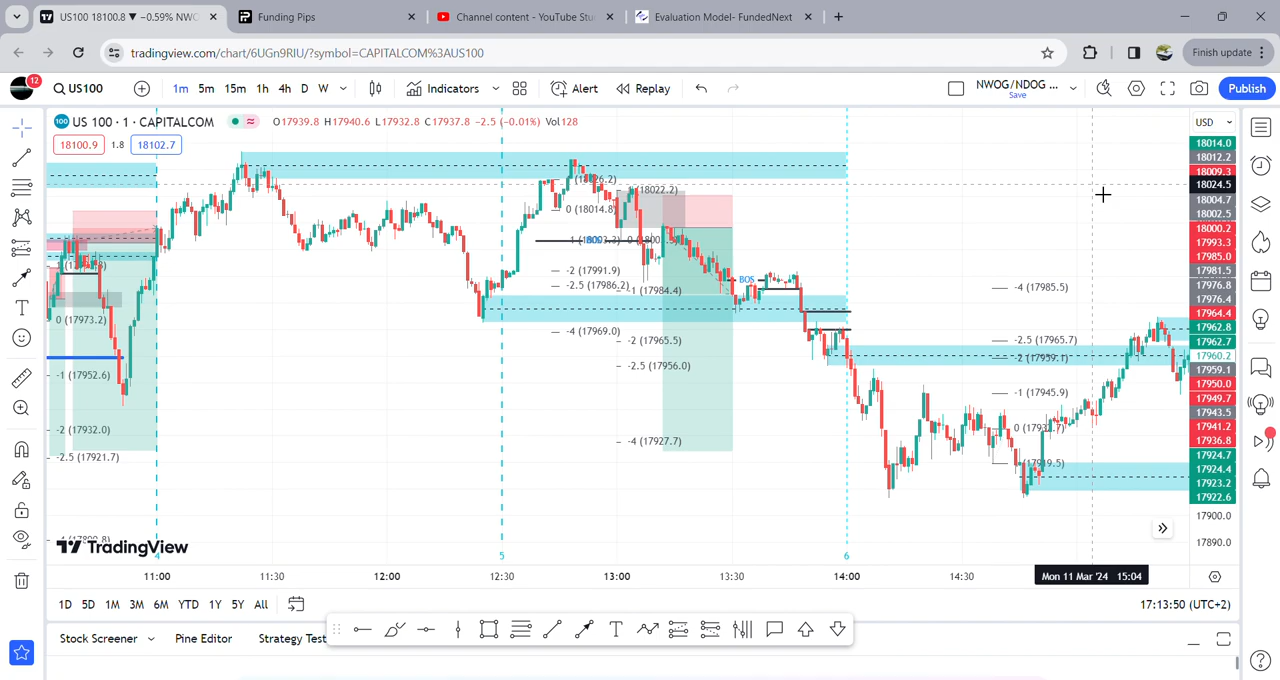 US100 18100.8 ▼ −0.59% NWO
Funding Pips
Channel content - YouTube Stu
Evaluation Model- FundedNext
tradingview.com/chart/6UGn9RIU/?symbol=CAPITALCOM%3AUS100
Finish update
12
US100
1m 5m 15m 1h 4h D W
Indicators
Alert
Replay
NWOG/NDOG ...
Save
Publish
100 US 100 · 1 · CAPITALCOM
O17939.8 H17940.6 L17932.8 C17937.8 −2.5 (−0.01%) Vol128
USD
18100.9 1.8 18102.7
18014.0
18012.2
18009.3
18024.5
18004.7
18002.5
18000.2
17993.3
17985.0
17981.5
17976.8
17976.4
17964.4
17962.8
17962.7
17960.2
17959.1
17950.0
17949.7
17943.5
17941.2
17936.8
17924.7
17924.4
17923.2
17922.6
17900.0
17890.0
0 (17973.2)
-1 (17952.6)
-2 (17932.0)
-2.5 (17921.7)
0 (18014.8)
-2 (17991.9)
-2.5 (17986.2)
-4 (17969.0)
(18022.2)
-1 (17984.4)
-2 (17965.5)
-2.5 (17956.0)
-4 (17927.7)
BOS
-4 (17985.5)
-2.5 (17965.7)
-2 (17959.1)
-1 (17945.9)
TradingView
4
5
6
11:00 11:30 12:00 12:30 13:00 13:30 14:00 14:30
Mon 11 Mar '24 15:04
1D 5D 1M 3M 6M YTD 1Y 5Y All
17:13:50 (UTC+2)
Stock Screener
Pine Editor
Strategy Test